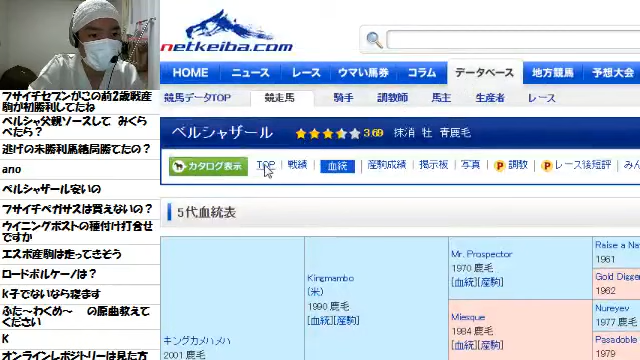 netkeiba.com
HOME ニュース レース ウマい馬券 コラム データベース 地方競馬 予想大会
競馬データTOP 競走馬 騎手 調教師 馬主 生産者 レース
ベルシャザール 3.69 抹消 牡 青鹿毛
カタログ表示 TOP 戦績 血統 産駒成績 掲示板 写真 P 調教 P レース後短評 みん
5代血統表
Mr. Prospector
1970 鹿毛
[血統][産駒]
Raise a Na
1961
Gold Digge
1962
Kingmambo
(米)
1990 鹿毛
[血統][産駒]
Miesque
1984 鹿毛
[血統][産駒]
Nureyev
1977 鹿毛
Pasadoble
1979
キングカメハメハ
2001 鹿毛
フサイチセブンがこの前2歳戦産
駒が初勝利してたね
ベルシャ父親ソースして みくら
べたら?
逃げの未勝利馬結局勝てたの?
ano
ベルシャザール安いの
フサイチペガサスは買えないの?
ウイニングポストの種付け打合せ
ですか
エスポ産駒は走ってきそう
ロードボルケーノは?
k子でないなら寝ます
ふた~わくめ~ の原曲教えて
ください
K
オンラインレポジトリーは見た方